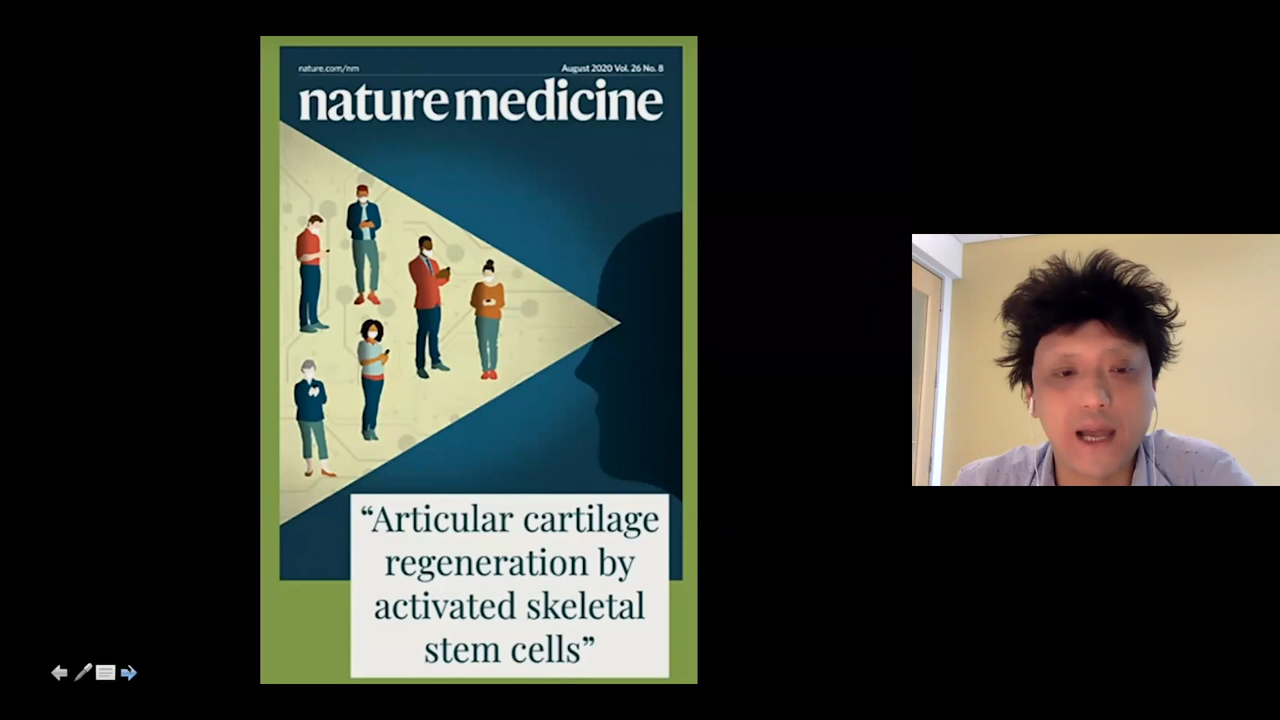 nature.com/nm
August 2020 Vol. 26 No. 8
nature medicine
“Articular cartilage
regeneration by
activated skeletal
stem cells”